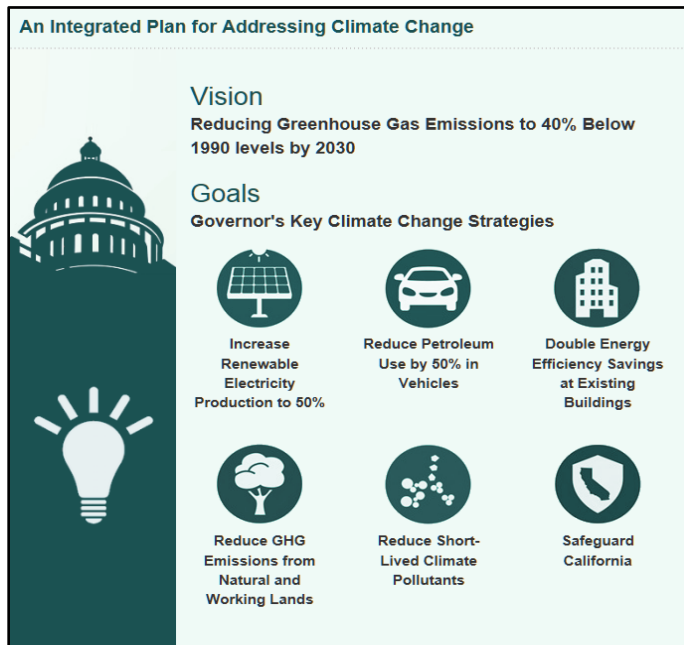 An Integrated Plan for Addressing Climate Change
Vision
Reducing Greenhouse Gas Emissions to 40% Below
1990 levels by 2030
Goals
Governor's Key Climate Change Strategies
Increase
Renewable
Electricity
Production to 50%
Reduce Petroleum
Use by 50% in
Vehicles
Double Energy
Efficiency Savings
at Existing
Buildings
Reduce GHG
Emissions from
Natural and
Working Lands
Reduce Short-
Lived Climate
Pollutants
Safeguard
California